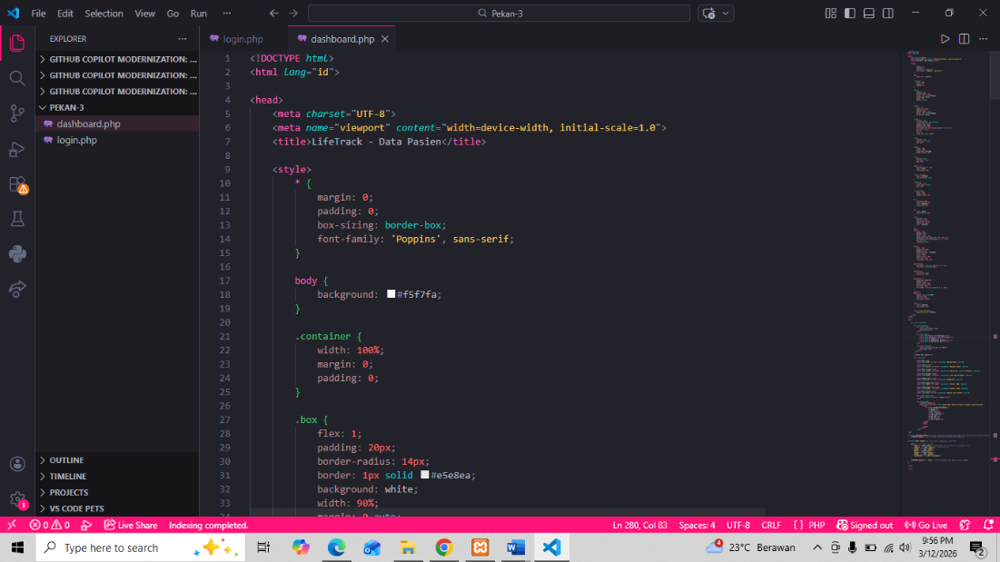 File Edit Selection View Go Run ··· Pekan-3
EXPLORER ···
GITHUB COPILOT MODERNIZATION: ...
GITHUB COPILOT MODERNIZATION: ...
GITHUB COPILOT MODERNIZATION: ...
PEKAN-3
dashboard.php
login.php
OUTLINE
TIMELINE
PROJECTS
VS CODE PETS
1
login.php dashboard.php
1 <!DOCTYPE html>
2 <html lang="id">
3
4 <head>
5 <meta charset="UTF-8">
6 <meta name="viewport" content="width=device-width, initial-scale=1.0">
7 <title>LifeTrack - Data Pasien</title>
8
9 <style>
10 * {
11 margin: 0;
12 padding: 0;
13 box-sizing: border-box;
14 font-family: 'Poppins', sans-serif;
15 }
16
17 body {
18 background: #f5f7fa;
19 }
20
21 .container {
22 width: 100%;
23 margin: 0;
24 padding: 0;
25 }
26
27 .box {
28 flex: 1;
29 padding: 20px;
30 border-radius: 14px;
31 border: 1px solid #e5e8ea;
32 background: white;
33 width: 90%;
34 margin: 0 auto;
0 0 Live Share Indexing completed. Ln 280, Col 83 Spaces: 4 UTF-8 CRLF { } PHP Signed out Go Live
Type here to search 4 23°C Berawan 9:56 PM
3/12/2026 2